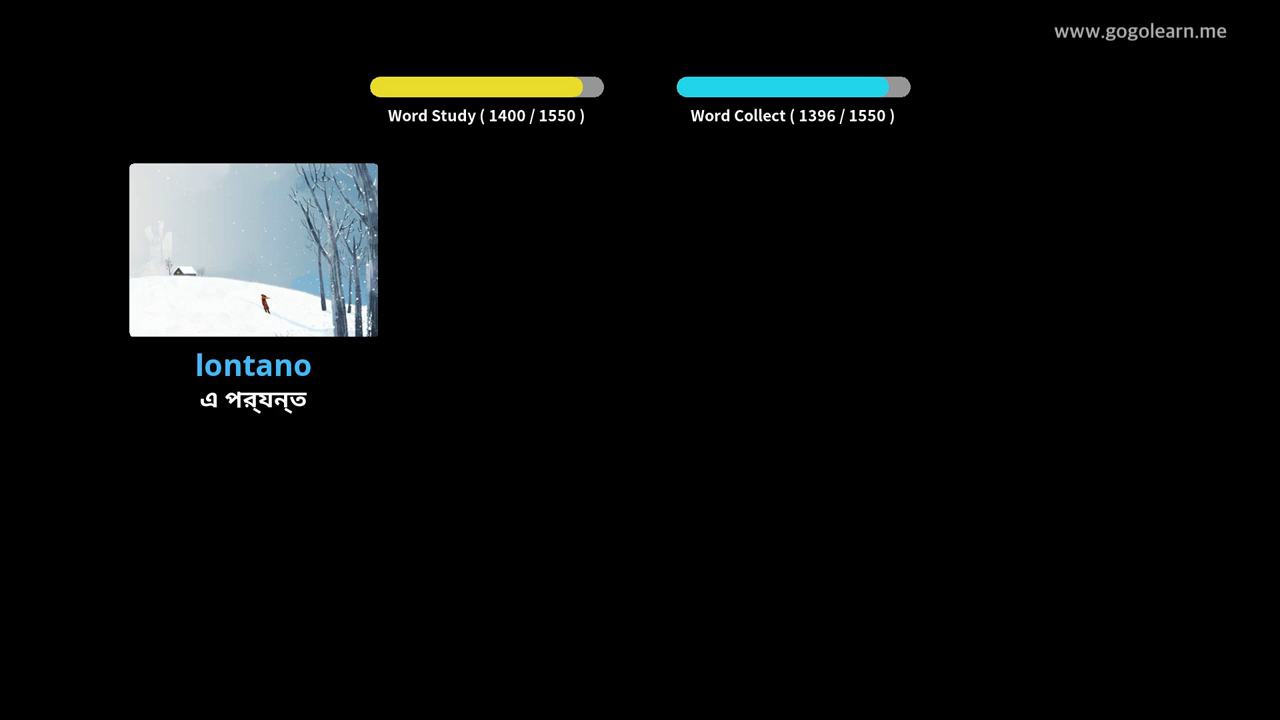 www.gogolearn.me
Word Study ( 1400 / 1550 )
Word Collect ( 1396 / 1550 )
lontano
এ পর্যন্ত